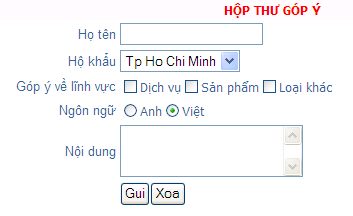 HỘP THƯ GÓP Ý
Họ tên
Hộ khẩu Tp Ho Chi Minh
Góp ý về lĩnh vực Dịch vụ Sản phẩm Loại khác
Ngôn ngữ Anh Việt
Nội dung
Gui Xoa